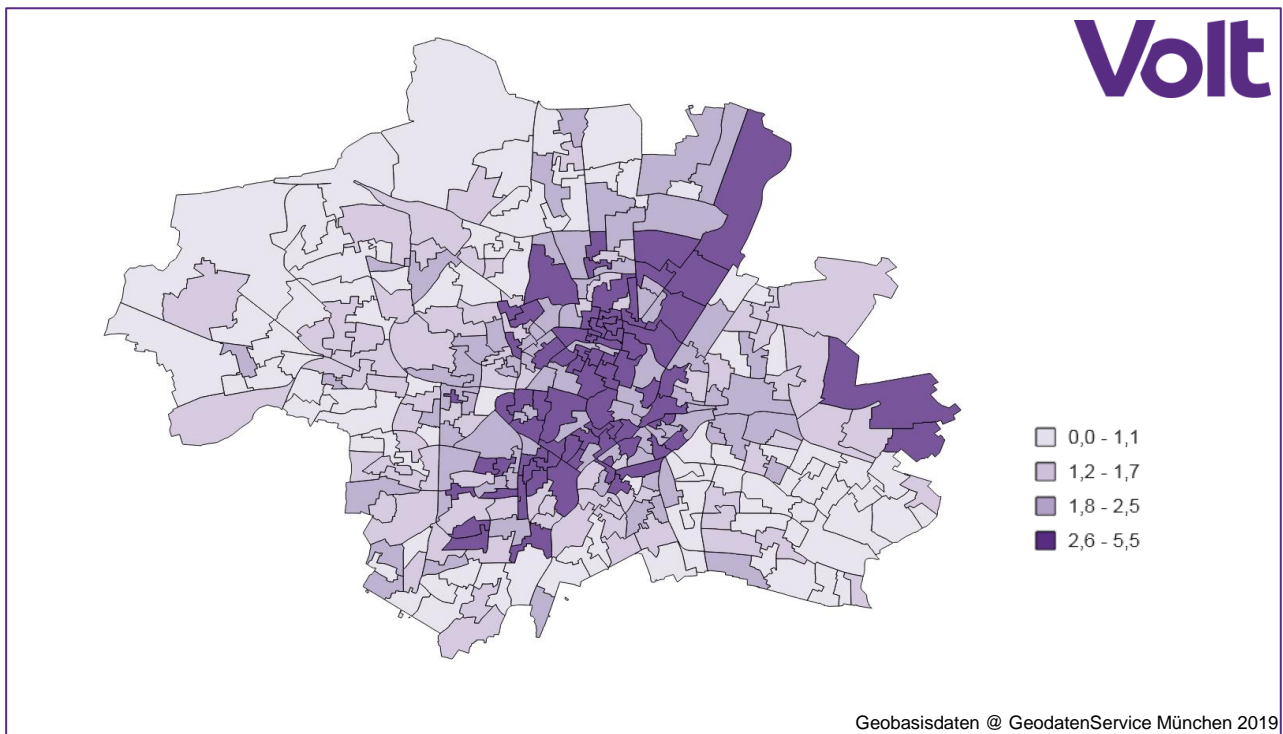 Volt
0,0 - 1,1
1,2 - 1,7
1,8 - 2,5
2,6 - 5,5
Geobasisdaten @ GeodatenService München 2019